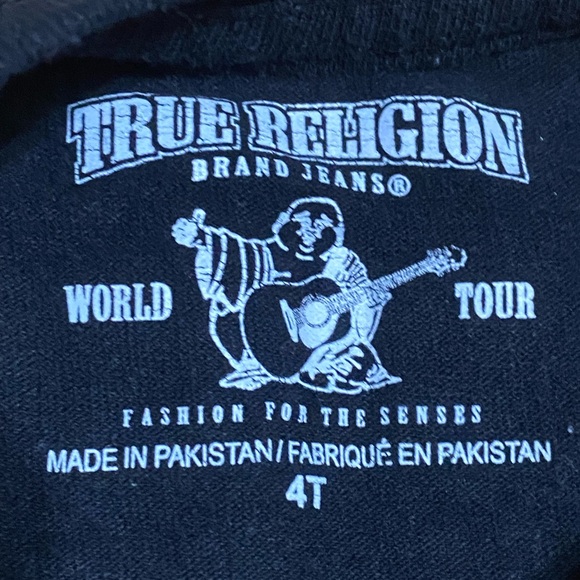 TRUE RELIGION
BRAND JEANS®
WORLD TOUR
FASHION FOR THE SENSES
MADE IN PAKISTAN/FABRIQUÉ EN PAKISTAN
4T